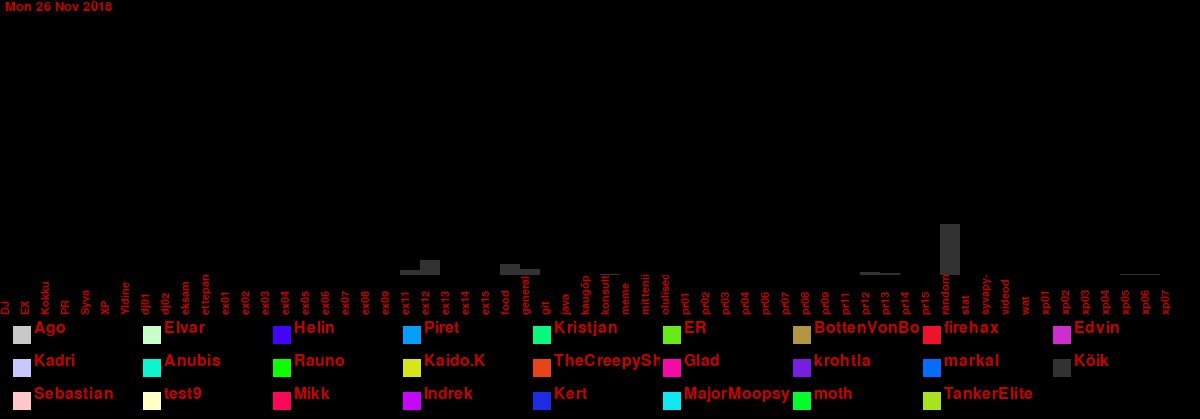 Mon 26 Nov 2018
DJ EX Kokku PR Syva XP Yldine dj01 dj02 eksam ettepan ex01 ex02 ex03 ex04 ex05 ex06 ex07 ex08 ex09 ex11 ex12 ex13 ex14 ex15 food general git java kaugõp konsult meme mitteni olulised pr01 pr02 pr03 pr04 pr06 pr07 pr08 pr09 pr11 pr12 pr13 pr14 pr15 random stat syvapy- videod wat xp01 xp02 xp03 xp04 xp05 xp06 xp07
Ago Elvar Helin Piret Kristjan ER BottenVonBo firehax Edvin
Kadri Anubis Rauno Kaido.K TheCreepySh Glad krohtla markal Kõik
Sebastian test9 Mikk Indrek Kert MajorMoopsy moth TankerElite